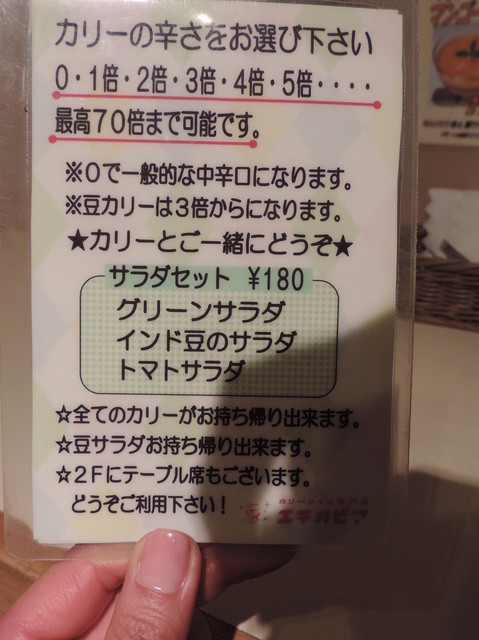 カリーの辛さをお選び下さい
0・1倍・2倍・3倍・4倍・5倍・・・・
最高70倍まで可能です。
※0で一般的な中辛口になります。
※豆カリーは3倍からになります。
★カリーとご一緒にどうぞ★
サラダセット ¥180
グリーンサラダ
インド豆のサラダ
トマトサラダ
☆全てのカリーがお持ち帰り出来ます。
☆豆サラダお持ち帰り出来ます。
☆2Fにテーブル席もございます。
どうぞご利用下さい!
エチオピア
マンゴー